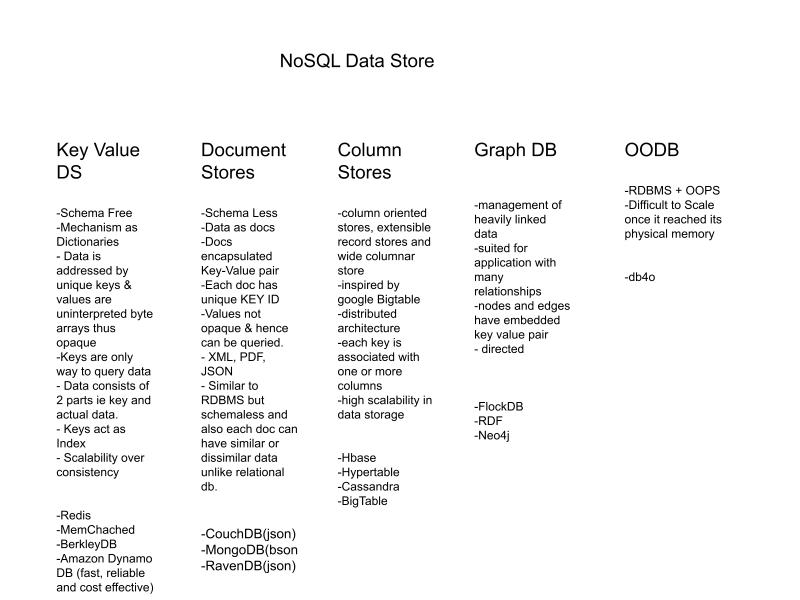 NoSQL Data Store
Key Value
DS
-Schema Free
-Mechanism as
Dictionaries
- Data is
addressed by
unique keys &
values are
uninterpreted byte
arrays thus
opaque
-Keys are only
way to query data
- Data consists of
2 parts ie key and
actual data.
- Keys act as
Index
- Scalability over
consistency
-Redis
-MemChached
-BerkleyDB
-Amazon Dynamo
DB (fast, reliable
and cost effective)
Document
Stores
-Schema Less
-Data as docs
-Docs
encapsulated
Key-Value pair
-Each doc has
unique KEY ID
-Values not
opaque & hence
can be queried.
- XML, PDF,
JSON
- Similar to
RDBMS but
schemaless and
also each doc can
have similar or
dissimilar data
unlike relational
db.
-CouchDB(json)
-MongoDB(bson
-RavenDB(json)
Column
Stores
-column oriented
stores, extensible
record stores and
wide columnar
store
-inspired by
google Bigtable
-distributed
architecture
-each key is
associated with
one or more
columns
-high scalability in
data storage
-Hbase
-Hypertable
-Cassandra
-BigTable
Graph DB
-management of
heavily linked
data
-suited for
application with
many
relationships
-nodes and edges
have embedded
key value pair
- directed
-FlockDB
-RDF
-Neo4j
OODB
-RDBMS + OOPS
-Difficult to Scale
once it reached its
physical memory
-db4o